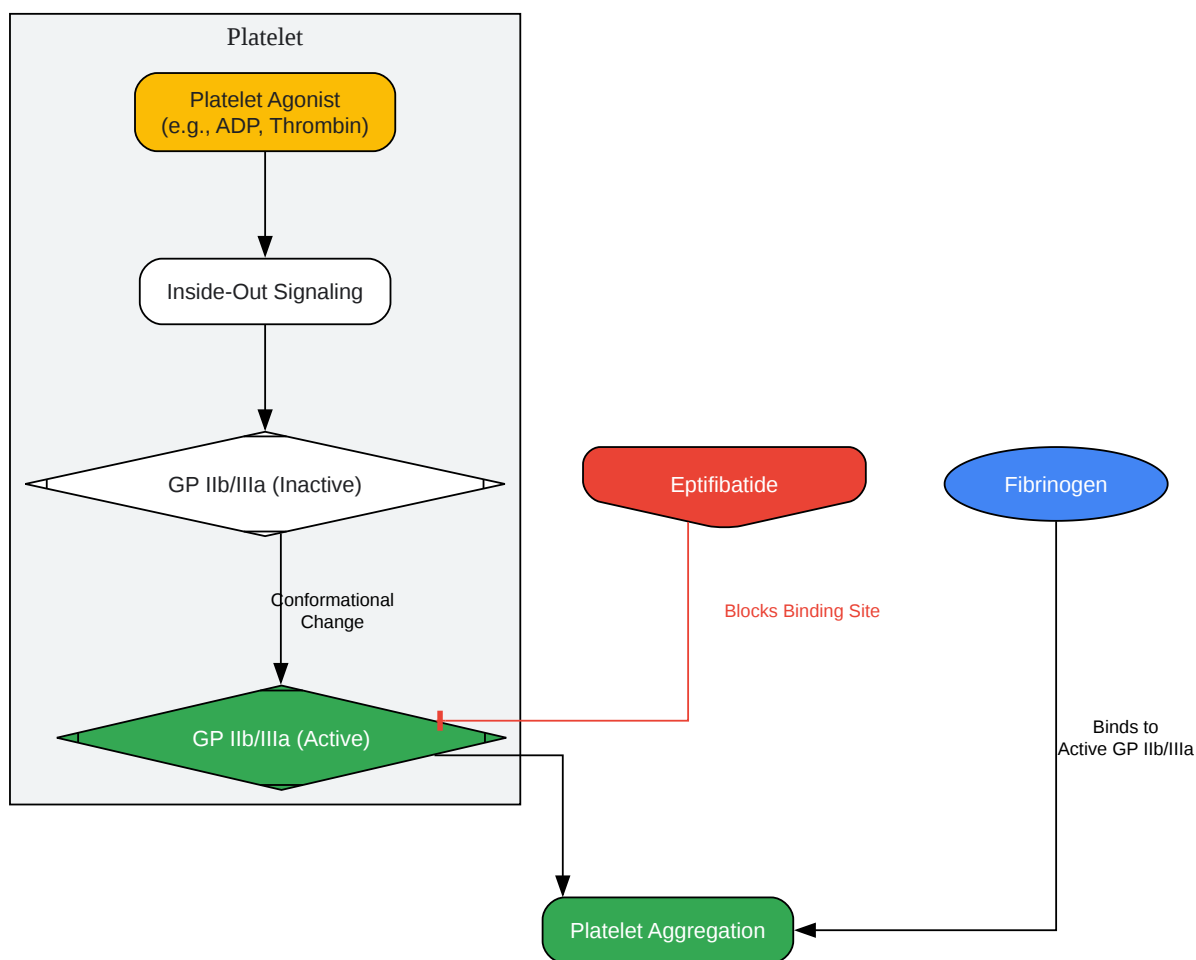 Platelet
Platelet Agonist
(e.g., ADP, Thrombin)
Inside-Out Signaling
GP IIb/IIIa (Inactive)
Eptifibatide
Fibrinogen
Conformational
Change
Blocks Binding Site
GP IIb/IIIa (Active)
Binds to
Active GP IIb/IIIa
Platelet Aggregation